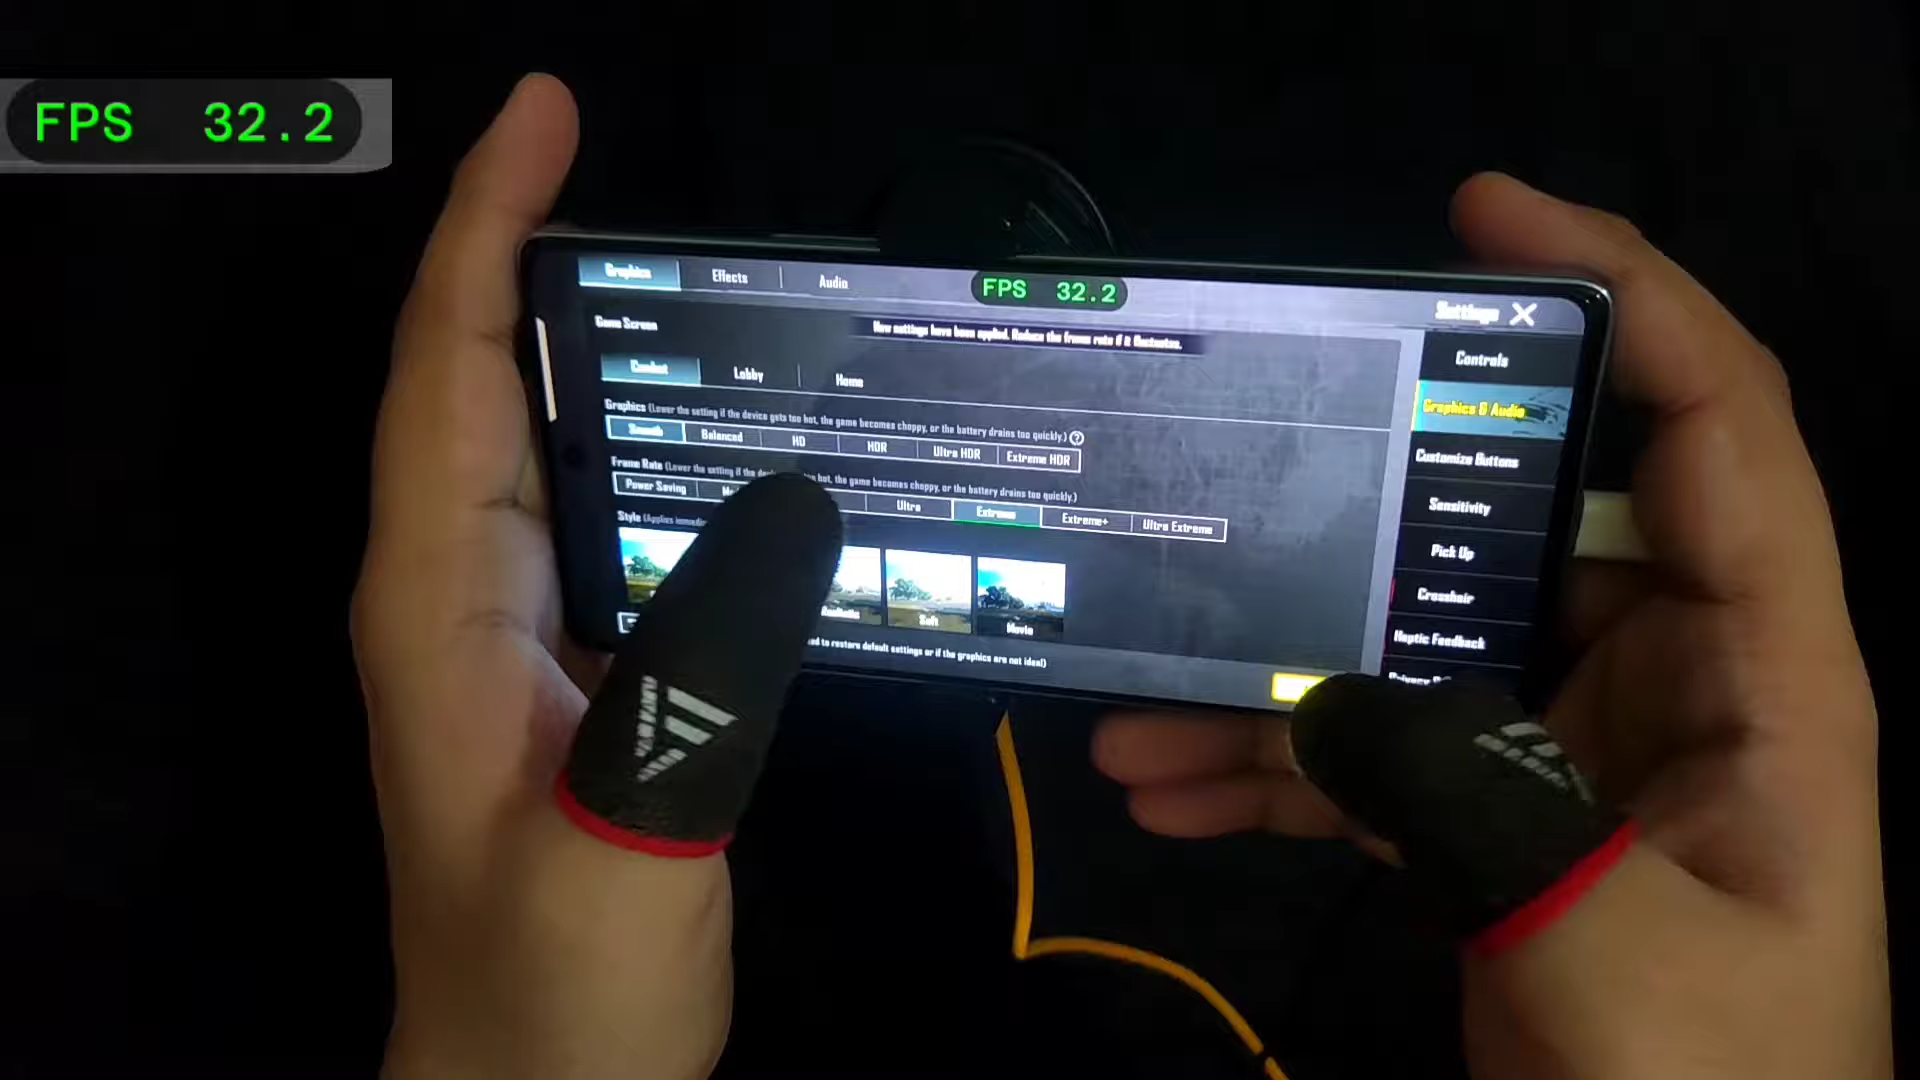 FPS 32.2
Graphics Effects Audio
FPS 32.2
Settings
Game Screen
New settings have been applied. Reduce the frame rate if it fluctuates.
Controls
Combat Lobby Home
Graphics & Audio
Graphics (Lower the setting if the device gets too hot, the game becomes choppy, or the battery drains too quickly.)
Smooth Balanced HD HDR Ultra HDR Extreme HDR
Customize Buttons
Frame Rate (Lower the setting if the hot, the game becomes choppy, or the battery drains too quickly.)
Power Saving Ultra Extreme Extreme+ Ultra Extreme
Sensitivity
Style (Applies
Pick Up
Crosshair
Realistic Soft Movie
Haptic Feedback
to restore default settings or if the graphics are not ideal)